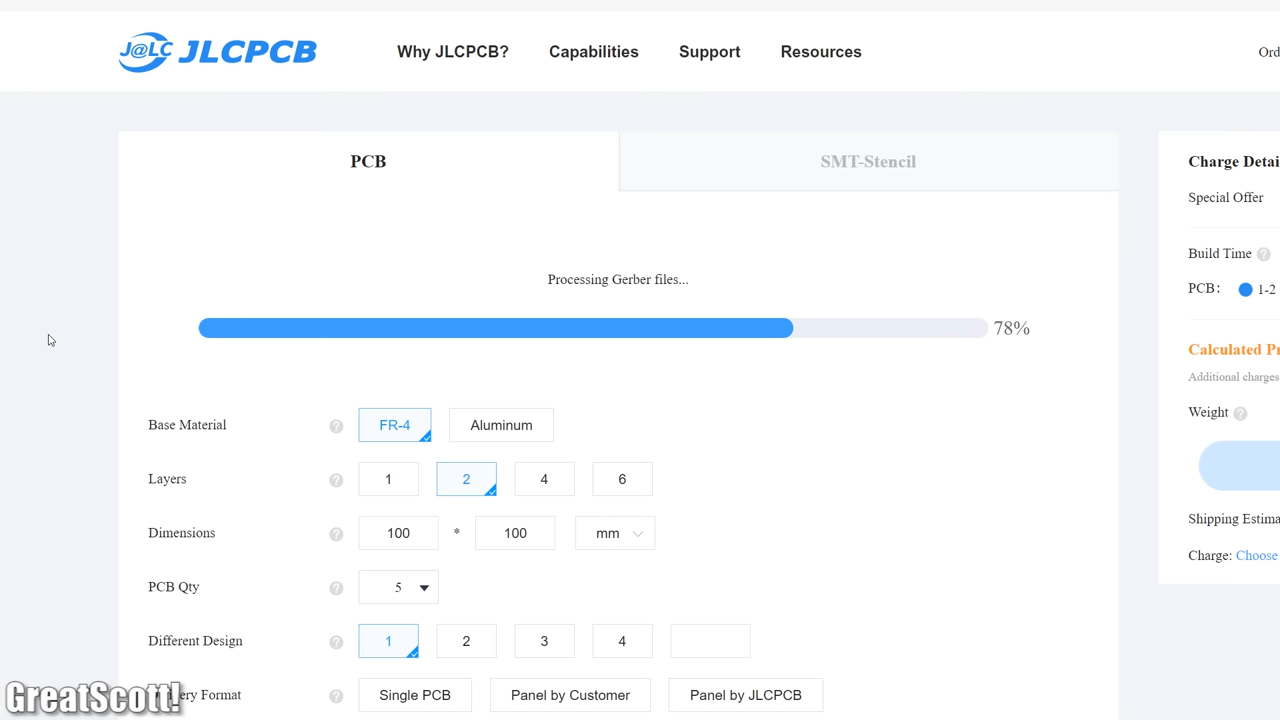 J@LC JLCPCB Why JLCPCB? Capabilities Support Resources Ord
PCB SMT-Stencil
Processing Gerber files...
78%
Base Material ? FR-4 Aluminum
Layers ? 1 2 4 6
Dimensions ? 100 * 100 mm
PCB Qty ? 5
Different Design ? 1 2 3 4
ery Format ? Single PCB Panel by Customer Panel by JLCPCB
Charge Detai
Special Offer
Build Time ?
PCB: 1-2
Calculated Pr
Additional charges
Weight ?
Shipping Estima
Charge: Choose
GreatScott!